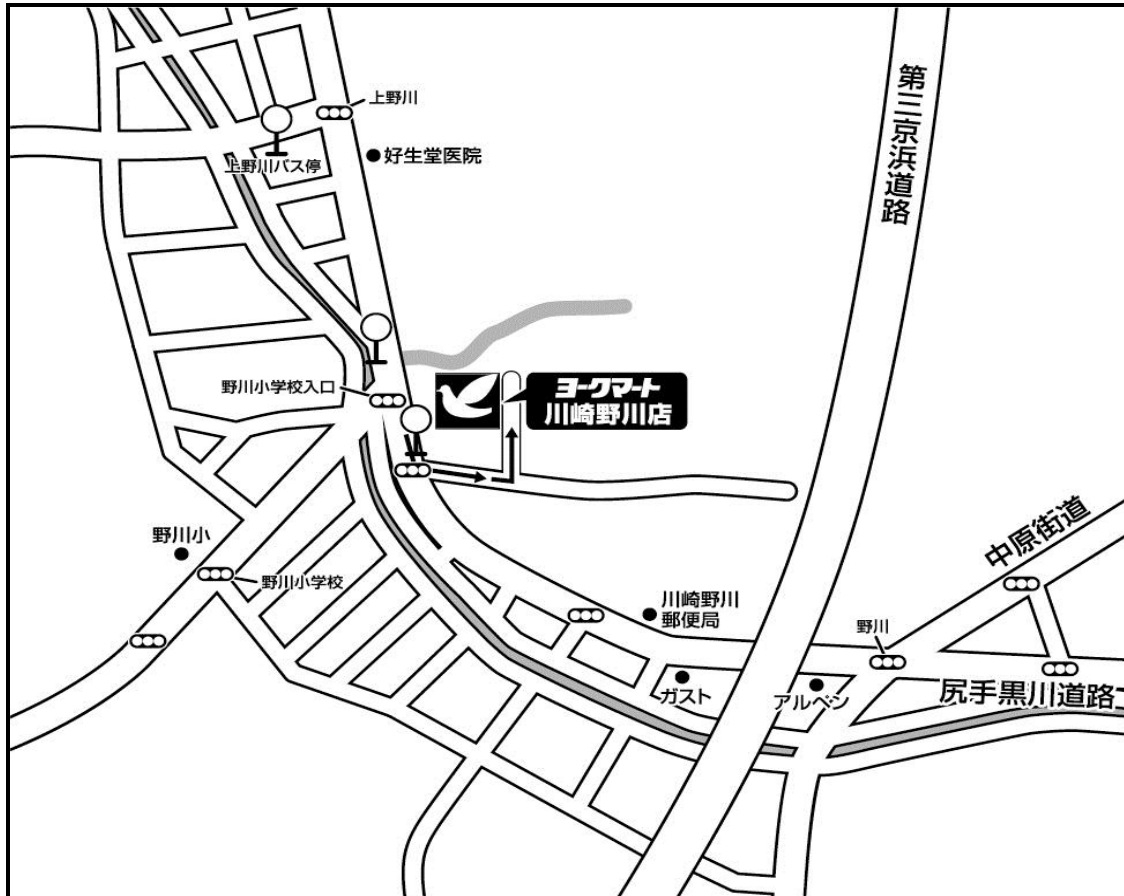 上野川
好生堂医院
上野川バス停
第三京浜道路
野川小学校入口
ヨークマート
川崎野川店
野川小
野川小学校
中原街道
川崎野川
郵便局
野川
ガスト
アルペン
尻手黒川道路